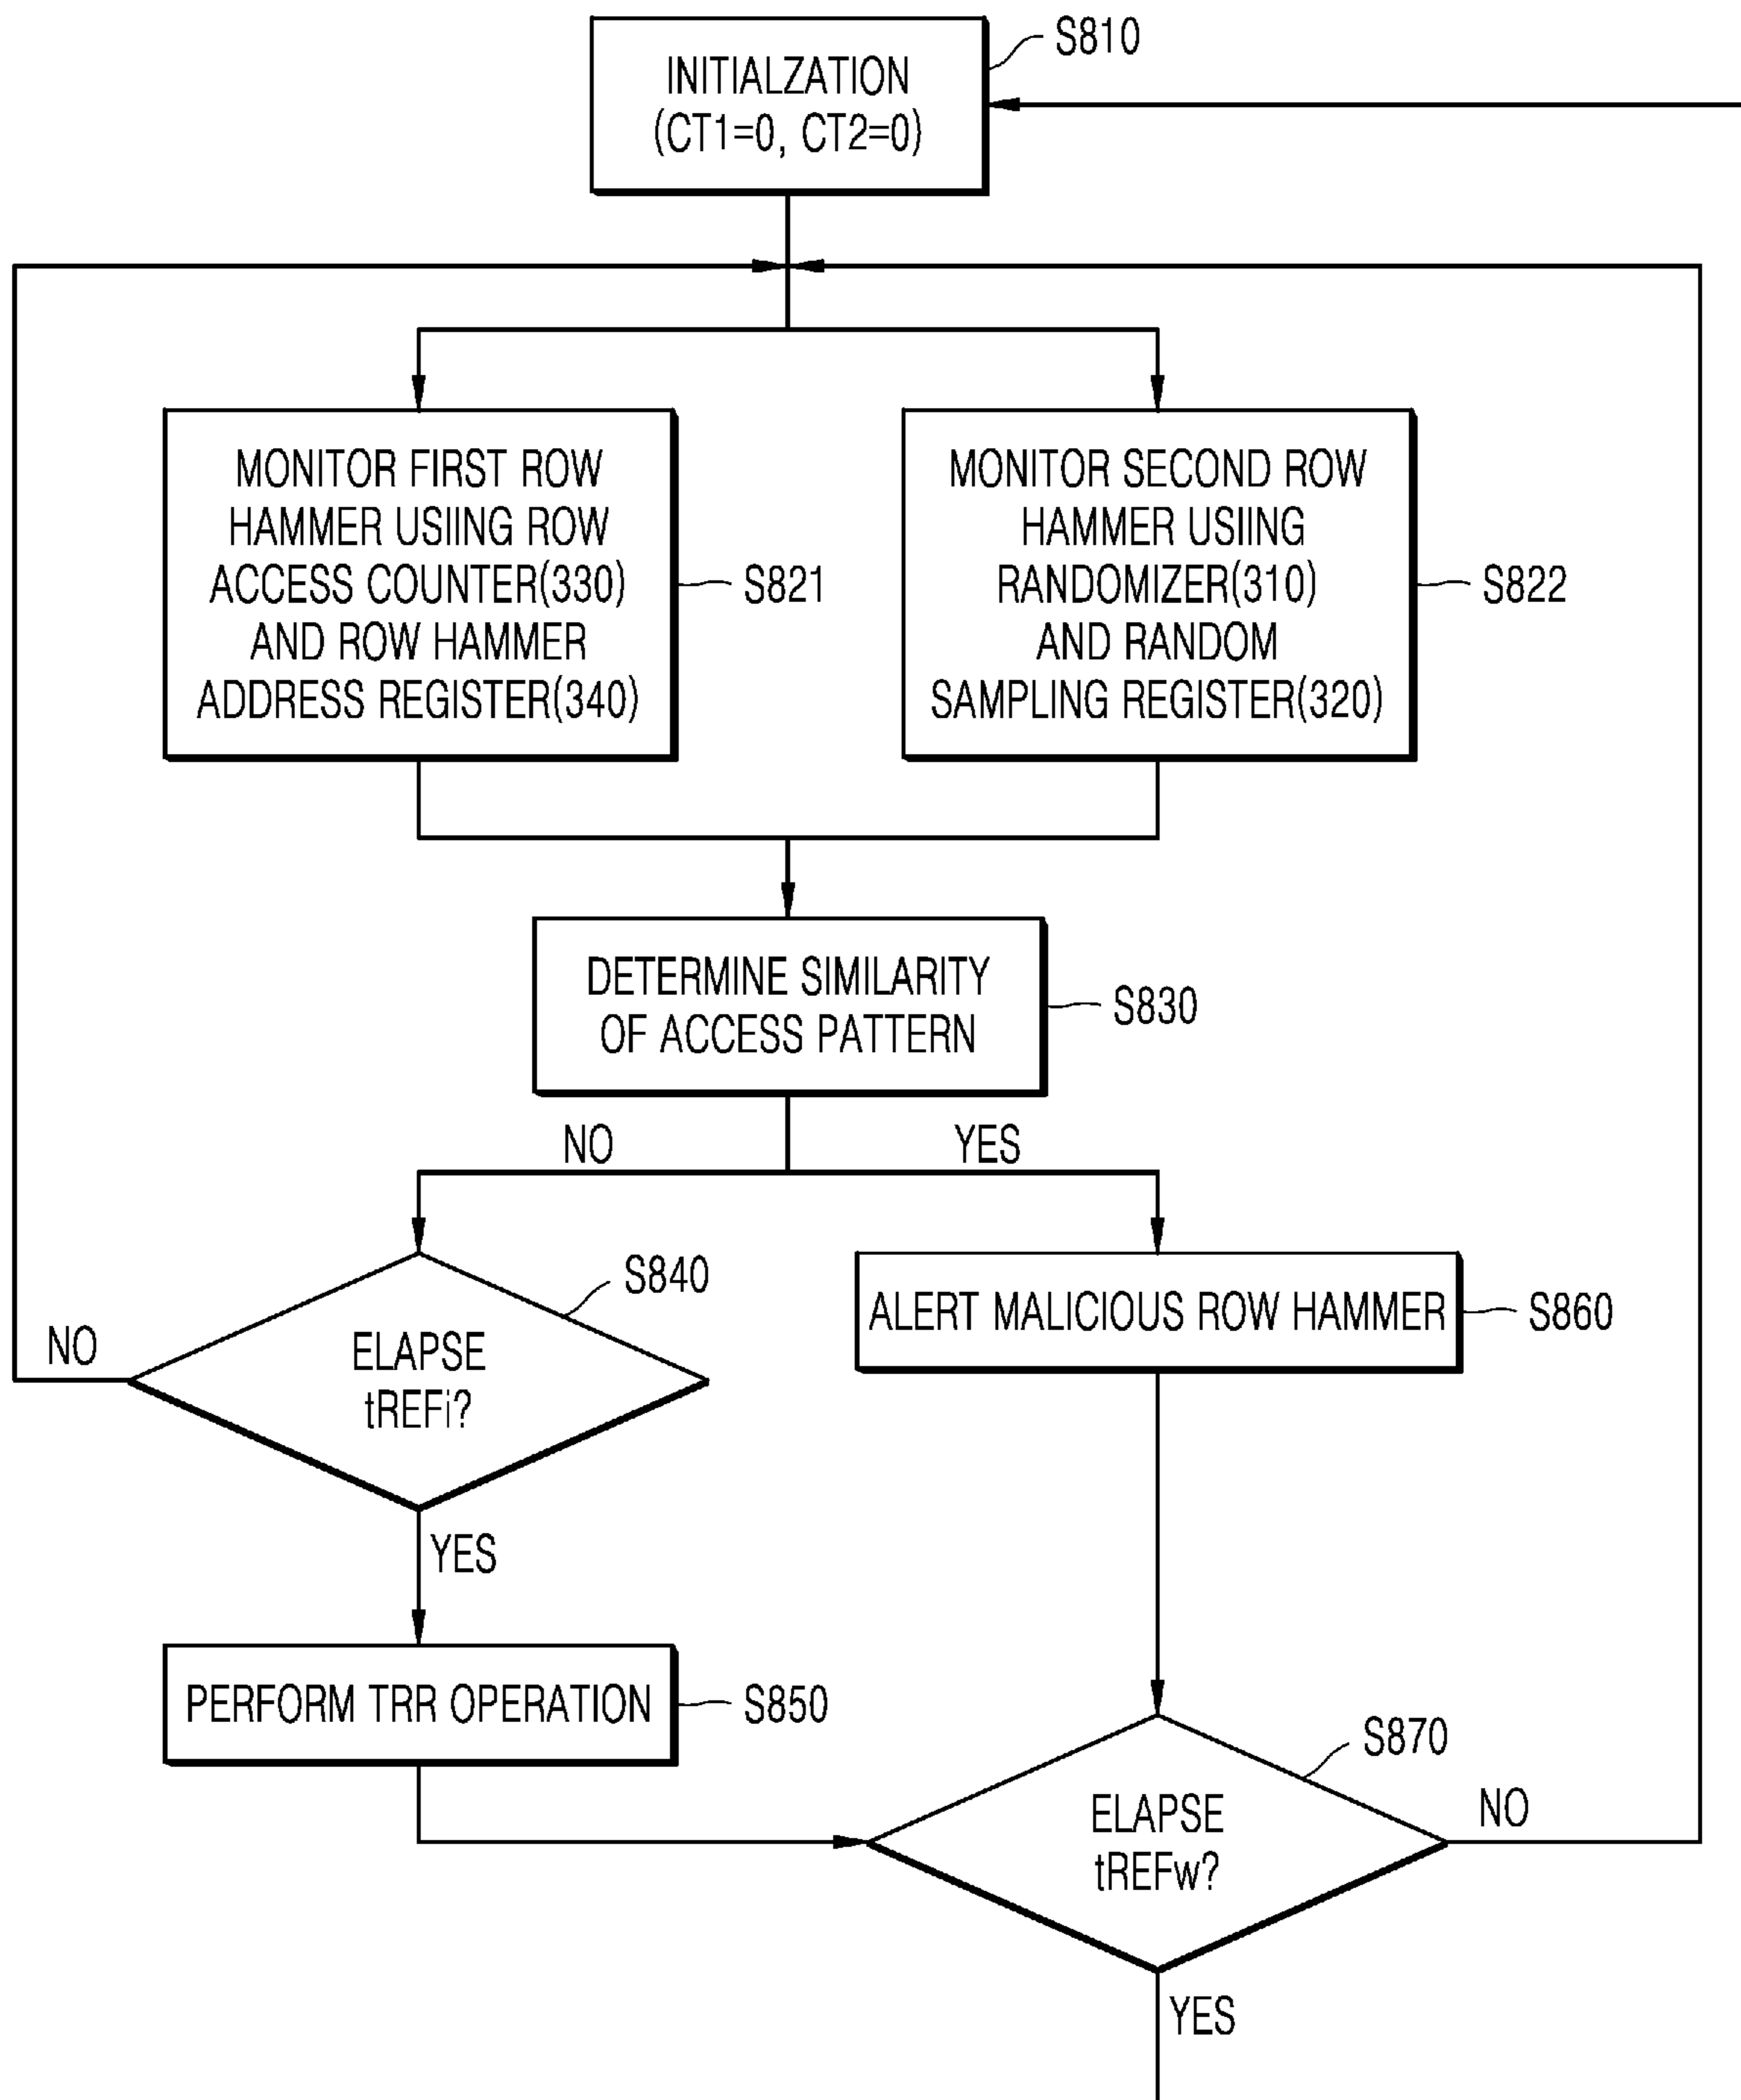 INITIALZATION
(CT1=0, CT2=0)
S810
MONITOR FIRST ROW
HAMMER USIING ROW
ACCESS COUNTER(330)
AND ROW HAMMER
ADDRESS REGISTER(340)
S821
MONITOR SECOND ROW
HAMMER USIING
RANDOMIZER(310)
AND RANDOM
SAMPLING REGISTER(320)
S822
DETERMINE SIMILARITY
OF ACCESS PATTERN
S830
NO
YES
ELAPSE
tREFi?
S840
NO
YES
ALERT MALICIOUS ROW HAMMER
S860
PERFORM TRR OPERATION
S850
ELAPSE
tREFw?
S870
NO
YES